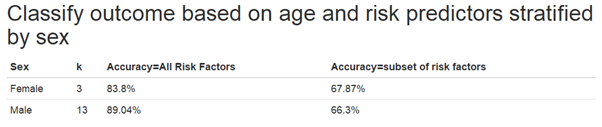 Classify outcome based on age and risk predictors stratified
by sex
Sex k Accuracy=All Risk Factors Accuracy=subset of risk factors
Female 3 83.8% 67.87%
Male 13 89.04% 66.3%